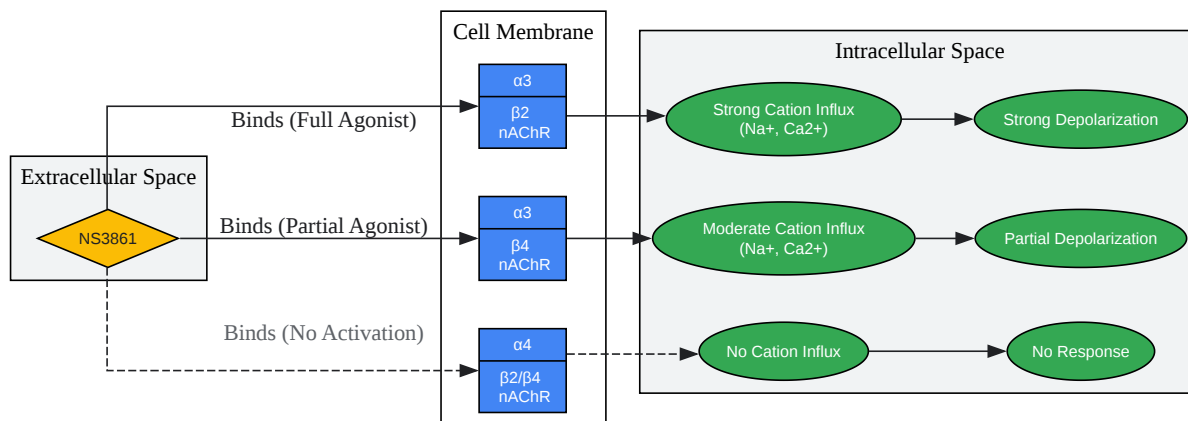 Cell Membrane
Intracellular Space
Extracellular Space
NS3861
Binds (Full Agonist)
α3
β2
nAChR
Strong Cation Influx
(Na+, Ca2+)
Strong Depolarization
Binds (Partial Agonist)
α3
β4
nAChR
Moderate Cation Influx
(Na+, Ca2+)
Partial Depolarization
Binds (No Activation)
α4
β2/β4
nAChR
No Cation Influx
No Response